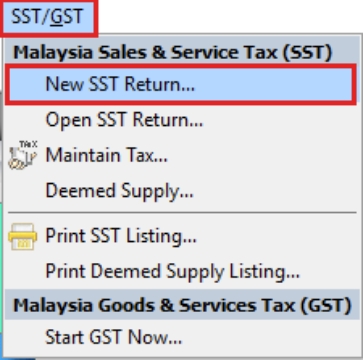 SST/GST
Malaysia Sales & Service Tax (SST)
New SST Return...
Open SST Return...
TAX
Maintain Tax...
Deemed Supply...
Print SST Listing...
Print Deemed Supply Listing...
Malaysia Goods & Services Tax (GST)
Start GST Now...